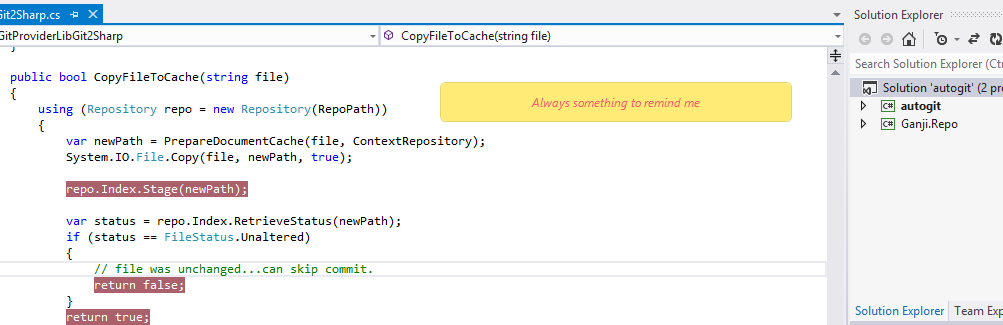 Git2Sharp.cs
GitProviderLibGit2Sharp
CopyFileToCache(string file)
}
public bool CopyFileToCache(string file)
{
using (Repository repo = new Repository(RepoPath))
{
var newPath = PrepareDocumentCache(file, ContextRepository);
System.IO.File.Copy(file, newPath, true);
repo.Index.Stage(newPath);
var status = repo.Index.RetrieveStatus(newPath);
if (status == FileStatus.Unaltered)
{
// file was unchanged...can skip commit.
return false;
}
return true;
Always something to remind me
Solution Explorer
Search Solution Explorer (Ctr
Solution 'autogit' (2 pro
C# autogit
C# Ganji.Repo
Solution Explorer
Team Exp